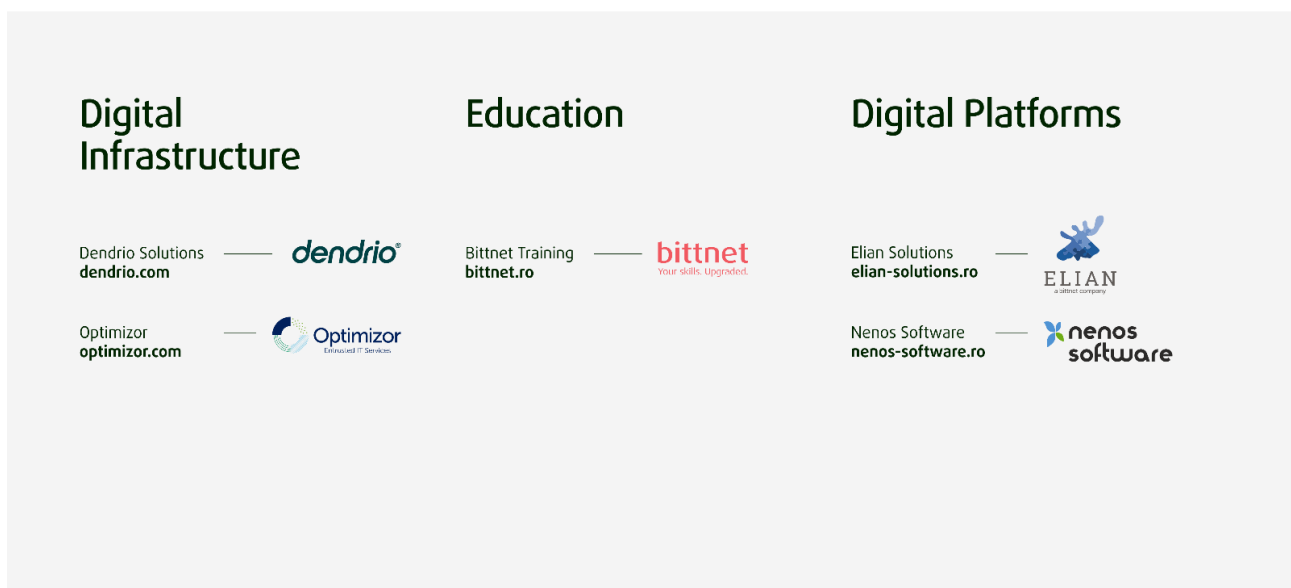 Digital
Infrastructure
Dendrio Solutions
dendrio.com
dendrio®
Optimizor
optimizor.com
Optimizor
Entrusted IT Services
Education
Bittnet Training
bittnet.ro
bittnet
Your skills. Upgraded.
Digital Platforms
Elian Solutions
elian-solutions.ro
ELIAN
a bittnet company
Nenos Software
nenos-software.ro
nenos
software